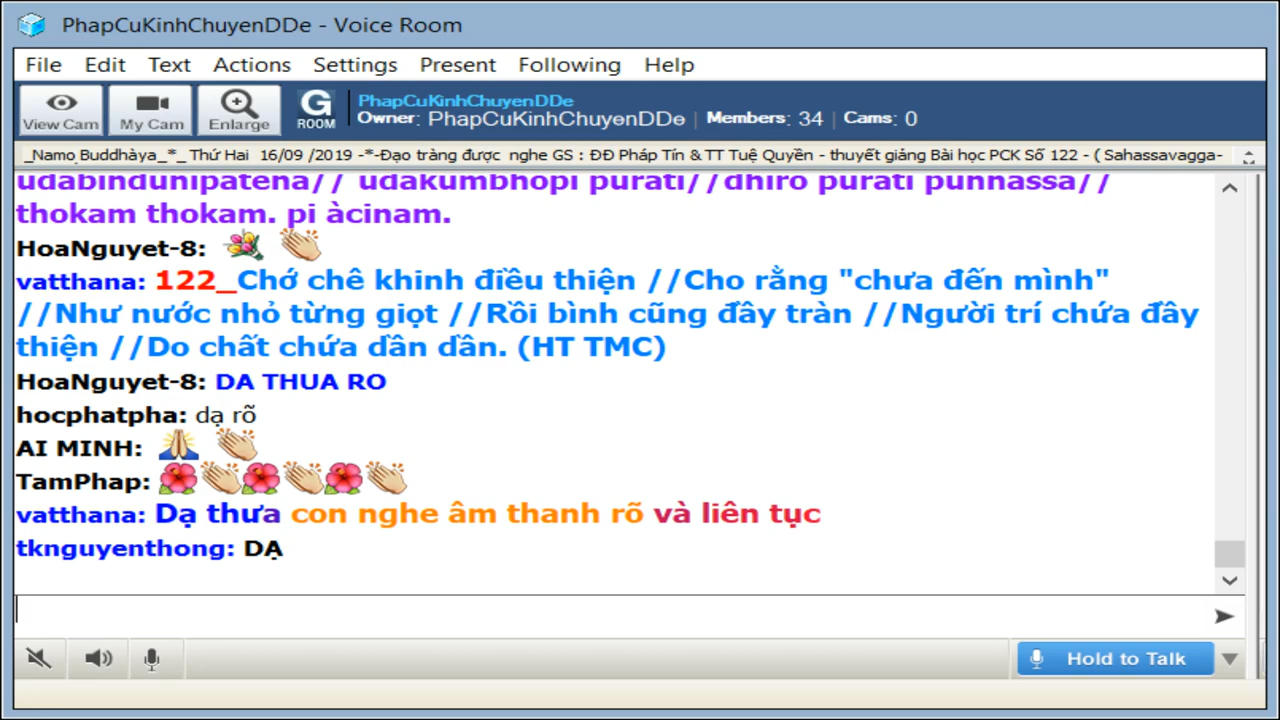 PhapCuKinhChuyenDDe - Voice Room
File Edit Text Actions Settings Present Following Help
View Cam My Cam Enlarge G ROOM PhapCuKinhChuyenDDe
Owner: PhapCuKinhChuyenDDe | Members: 34 | Cams: 0
_Namo Buddhàya_*_ Thứ Hai 16/09 /2019 -*-Đạo tràng được nghe GS : ĐĐ Pháp Tín & TT Tuệ Quyền - thuyết giảng Bài học PCK Số 122 - ( Sahassavagga-
udabindunipatena// udakumbhopi purati//dhiro purati punnassa//
thokam thokam. pi àcinam.
HoaNguyet-8:
vatthana: 122_Chớ chê khinh điều thiện //Cho rằng "chưa đến mình"
//Như nước nhỏ từng giọt //Rồi bình cũng đầy tràn //Người trí chứa đầy
thiện //Do chất chứa dần dần. (HT TMC)
HoaNguyet-8: DA THUA RO
hocphatpha: dạ rõ
AI MINH:
TamPhap:
vatthana: Dạ thưa con nghe âm thanh rõ và liên tục
tknguyenthong: DẠ
Hold to Talk